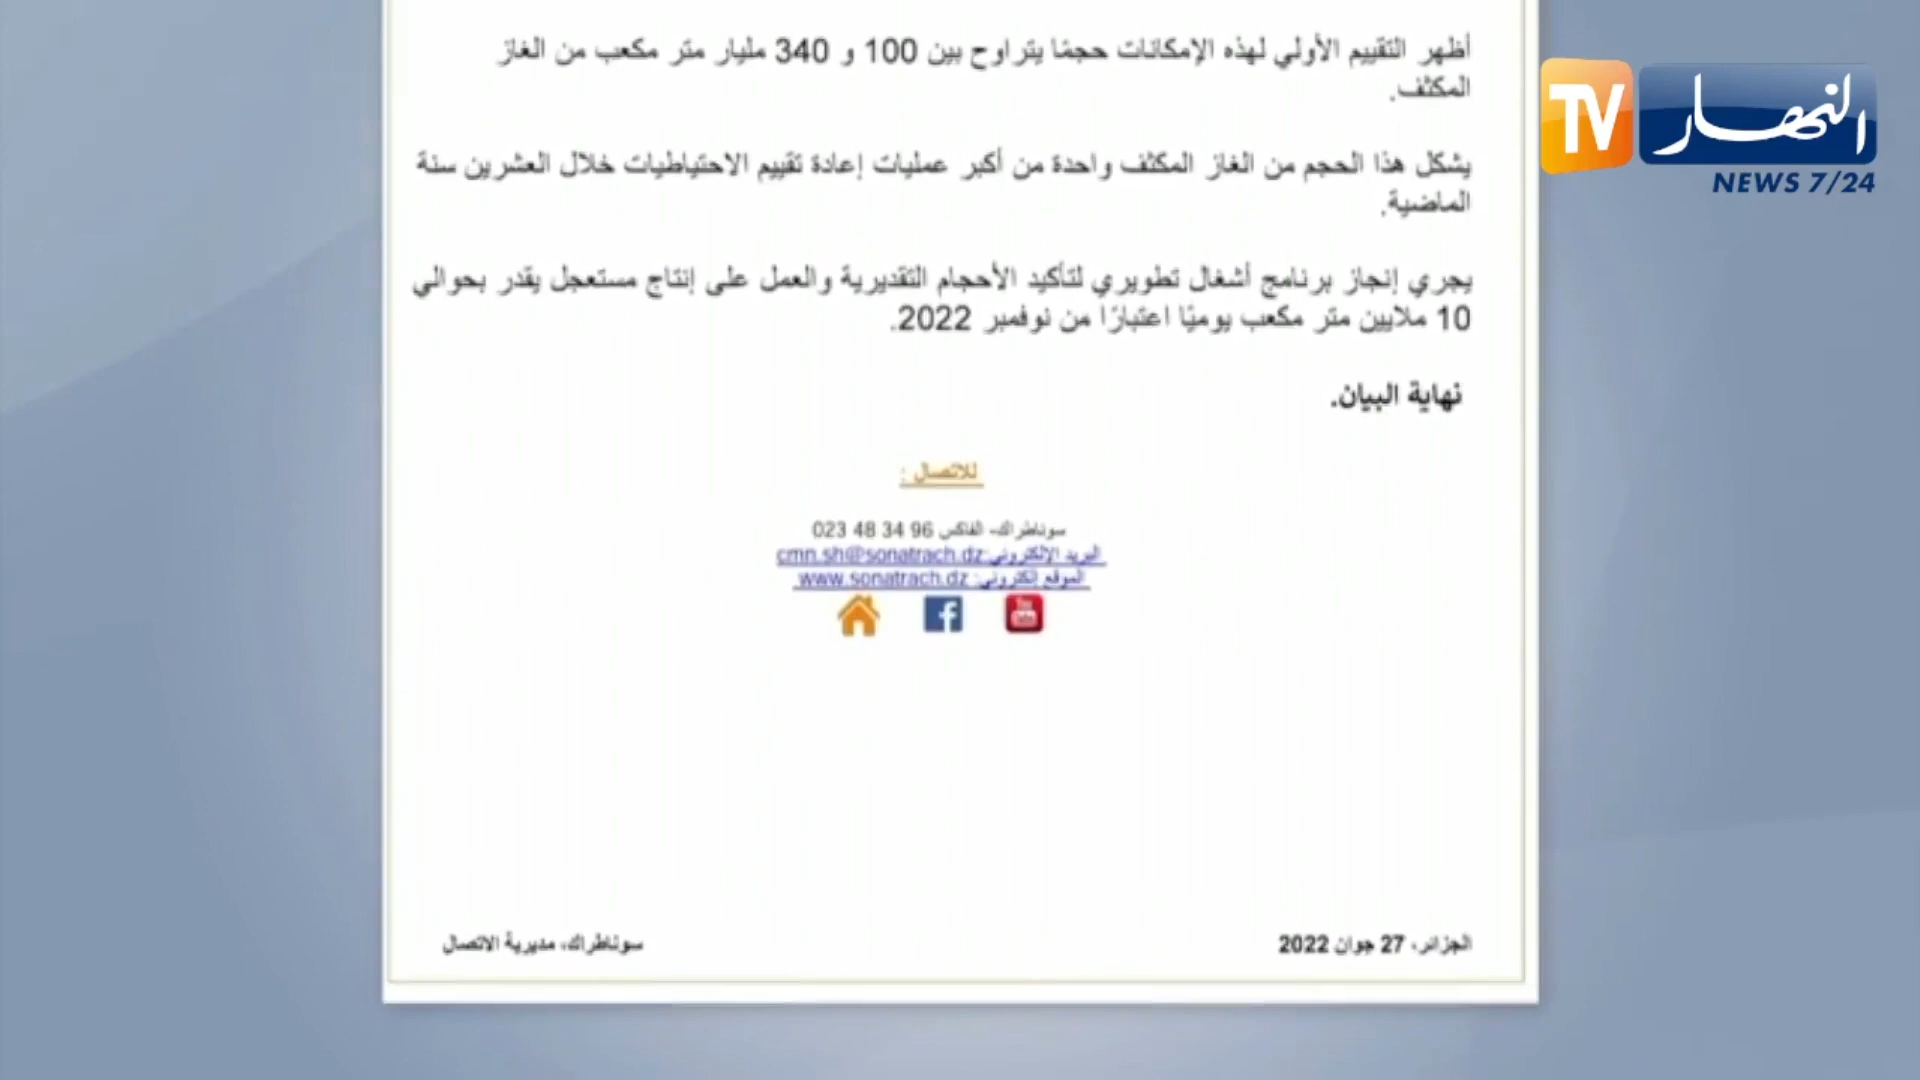 أظهر التقييم الأولي لهذه الإمكانات حجمًا يتراوح بين 100 و 340 مليار متر مكعب من الغاز
المكثف.
يشكل هذا الحجم من الغاز المكثف واحدة من أكبر عمليات إعادة تقييم الاحتياطيات خلال العشرين سنة
الماضية.
يجري إنجاز برنامج أشغال تطويري لتأكيد الأحجام التقديرية والعمل على إنتاج مستعجل يقدر بحوالي
10 ملايين متر مكعب يوميًا اعتبارًا من نوفمبر 2022.
نهاية البيان.
للاتصال :
سوناطراك- الفاكس 96 34 48 023
البريد الإلكتروني:cmn.sh@sonatrach.dz
الموقع إلكتروني: www.sonatrach.dz
f
You Tube
الجزائر، 27 جوان 2022
سوناطراك، مديرية الاتصال
النهار TV
NEWS 7/24